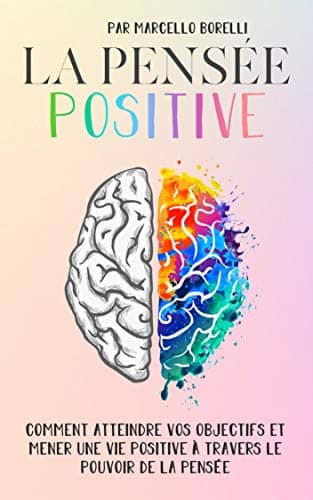 PAR MARCELLO BORELLI
LA PENSÉE
POSITIVE
COMMENT ATTEINDRE VOS OBJECTIFS ET
MENER UNE VIE POSITIVE À TRAVERS LE
POUVOIR DE LA PENSÉE